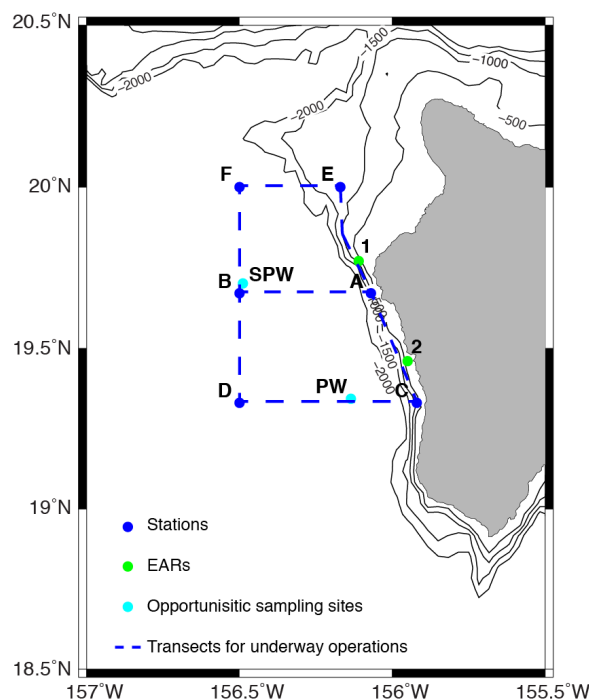 20.5°N
−1500
−1000
−2000
−2000
−500
F
E
20°N
1
B
SPW
A
−1500
2
19.5°N
−2000
PW
C
D
19°N
Stations
EARs
Opportunisitic sampling sites
Transects for underway operations
18.5°N
157°W
156.5°W
156°W
155.5°W